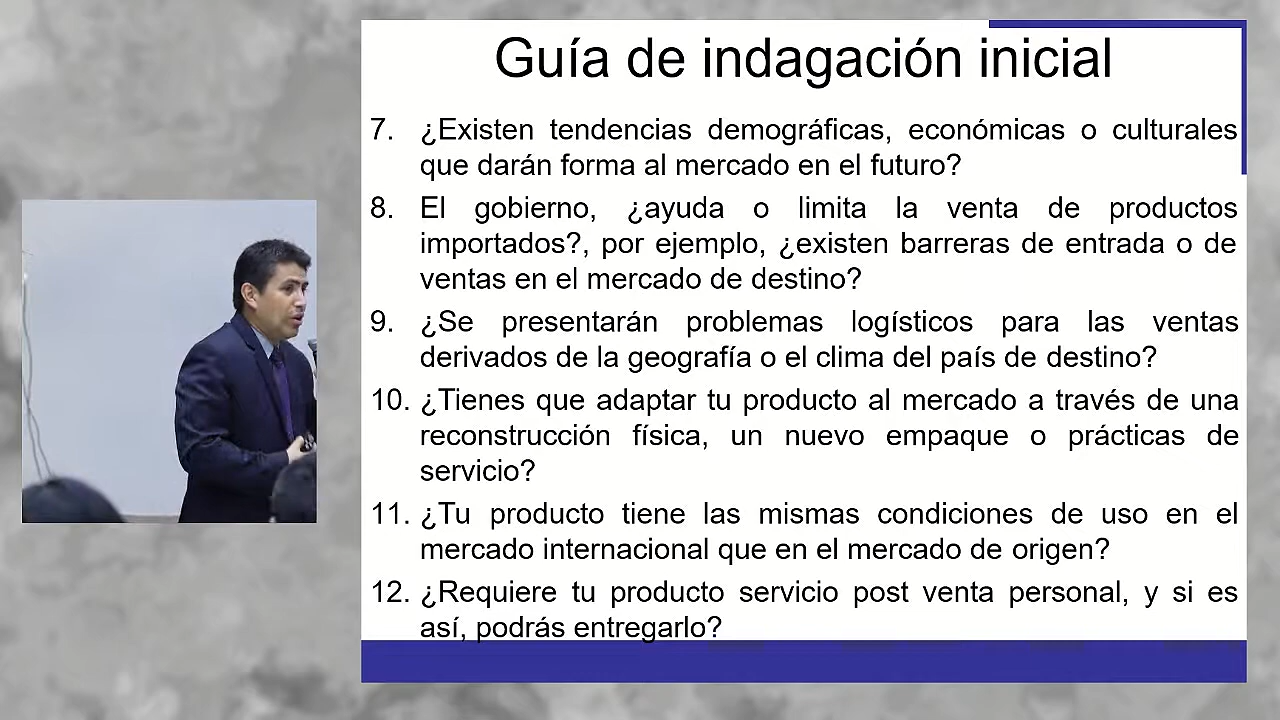 Guía de indagación inicial
7. ¿Existen tendencias demográficas, económicas o culturales
que darán forma al mercado en el futuro?
8. El gobierno, ¿ayuda o limita la venta de productos
importados?, por ejemplo, ¿existen barreras de entrada o de
ventas en el mercado de destino?
9. ¿Se presentarán problemas logísticos para las ventas
derivados de la geografía o el clima del país de destino?
10. ¿Tienes que adaptar tu producto al mercado a través de una
reconstrucción física, un nuevo empaque o prácticas de
servicio?
11. ¿Tu producto tiene las mismas condiciones de uso en el
mercado internacional que en el mercado de origen?
12. ¿Requiere tu producto servicio post venta personal, y si es
así, podrás entregarlo?